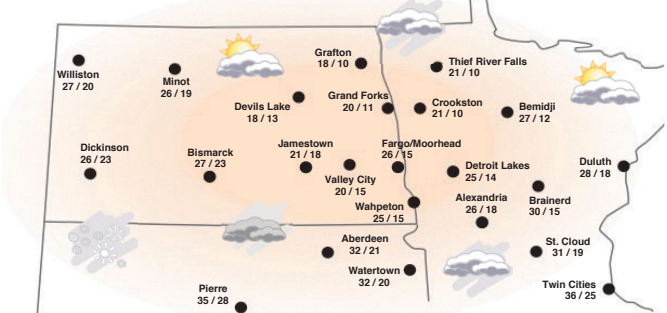 Grafton
18 / 10
Thief River Falls
21 / 10
Williston
27 / 20
Minot
26 / 19
Devils Lake
18 / 13
Grand Forks
20 / 11
Crookston
21 / 10
Bemidji
27 / 12
Dickinson
26 / 23
Bismarck
27 / 23
Jamestown
21 / 18
Valley City
20 / 15
Fargo/Moorhead
26 / 15
Detroit Lakes
25 / 14
Duluth
28 / 18
Wahpeton
25 / 15
Alexandria
26 / 18
Brainerd
30 / 15
Aberdeen
32 / 21
St. Cloud
31 / 19
Watertown
32 / 20
Pierre
35 / 28
Twin Cities
36 / 25